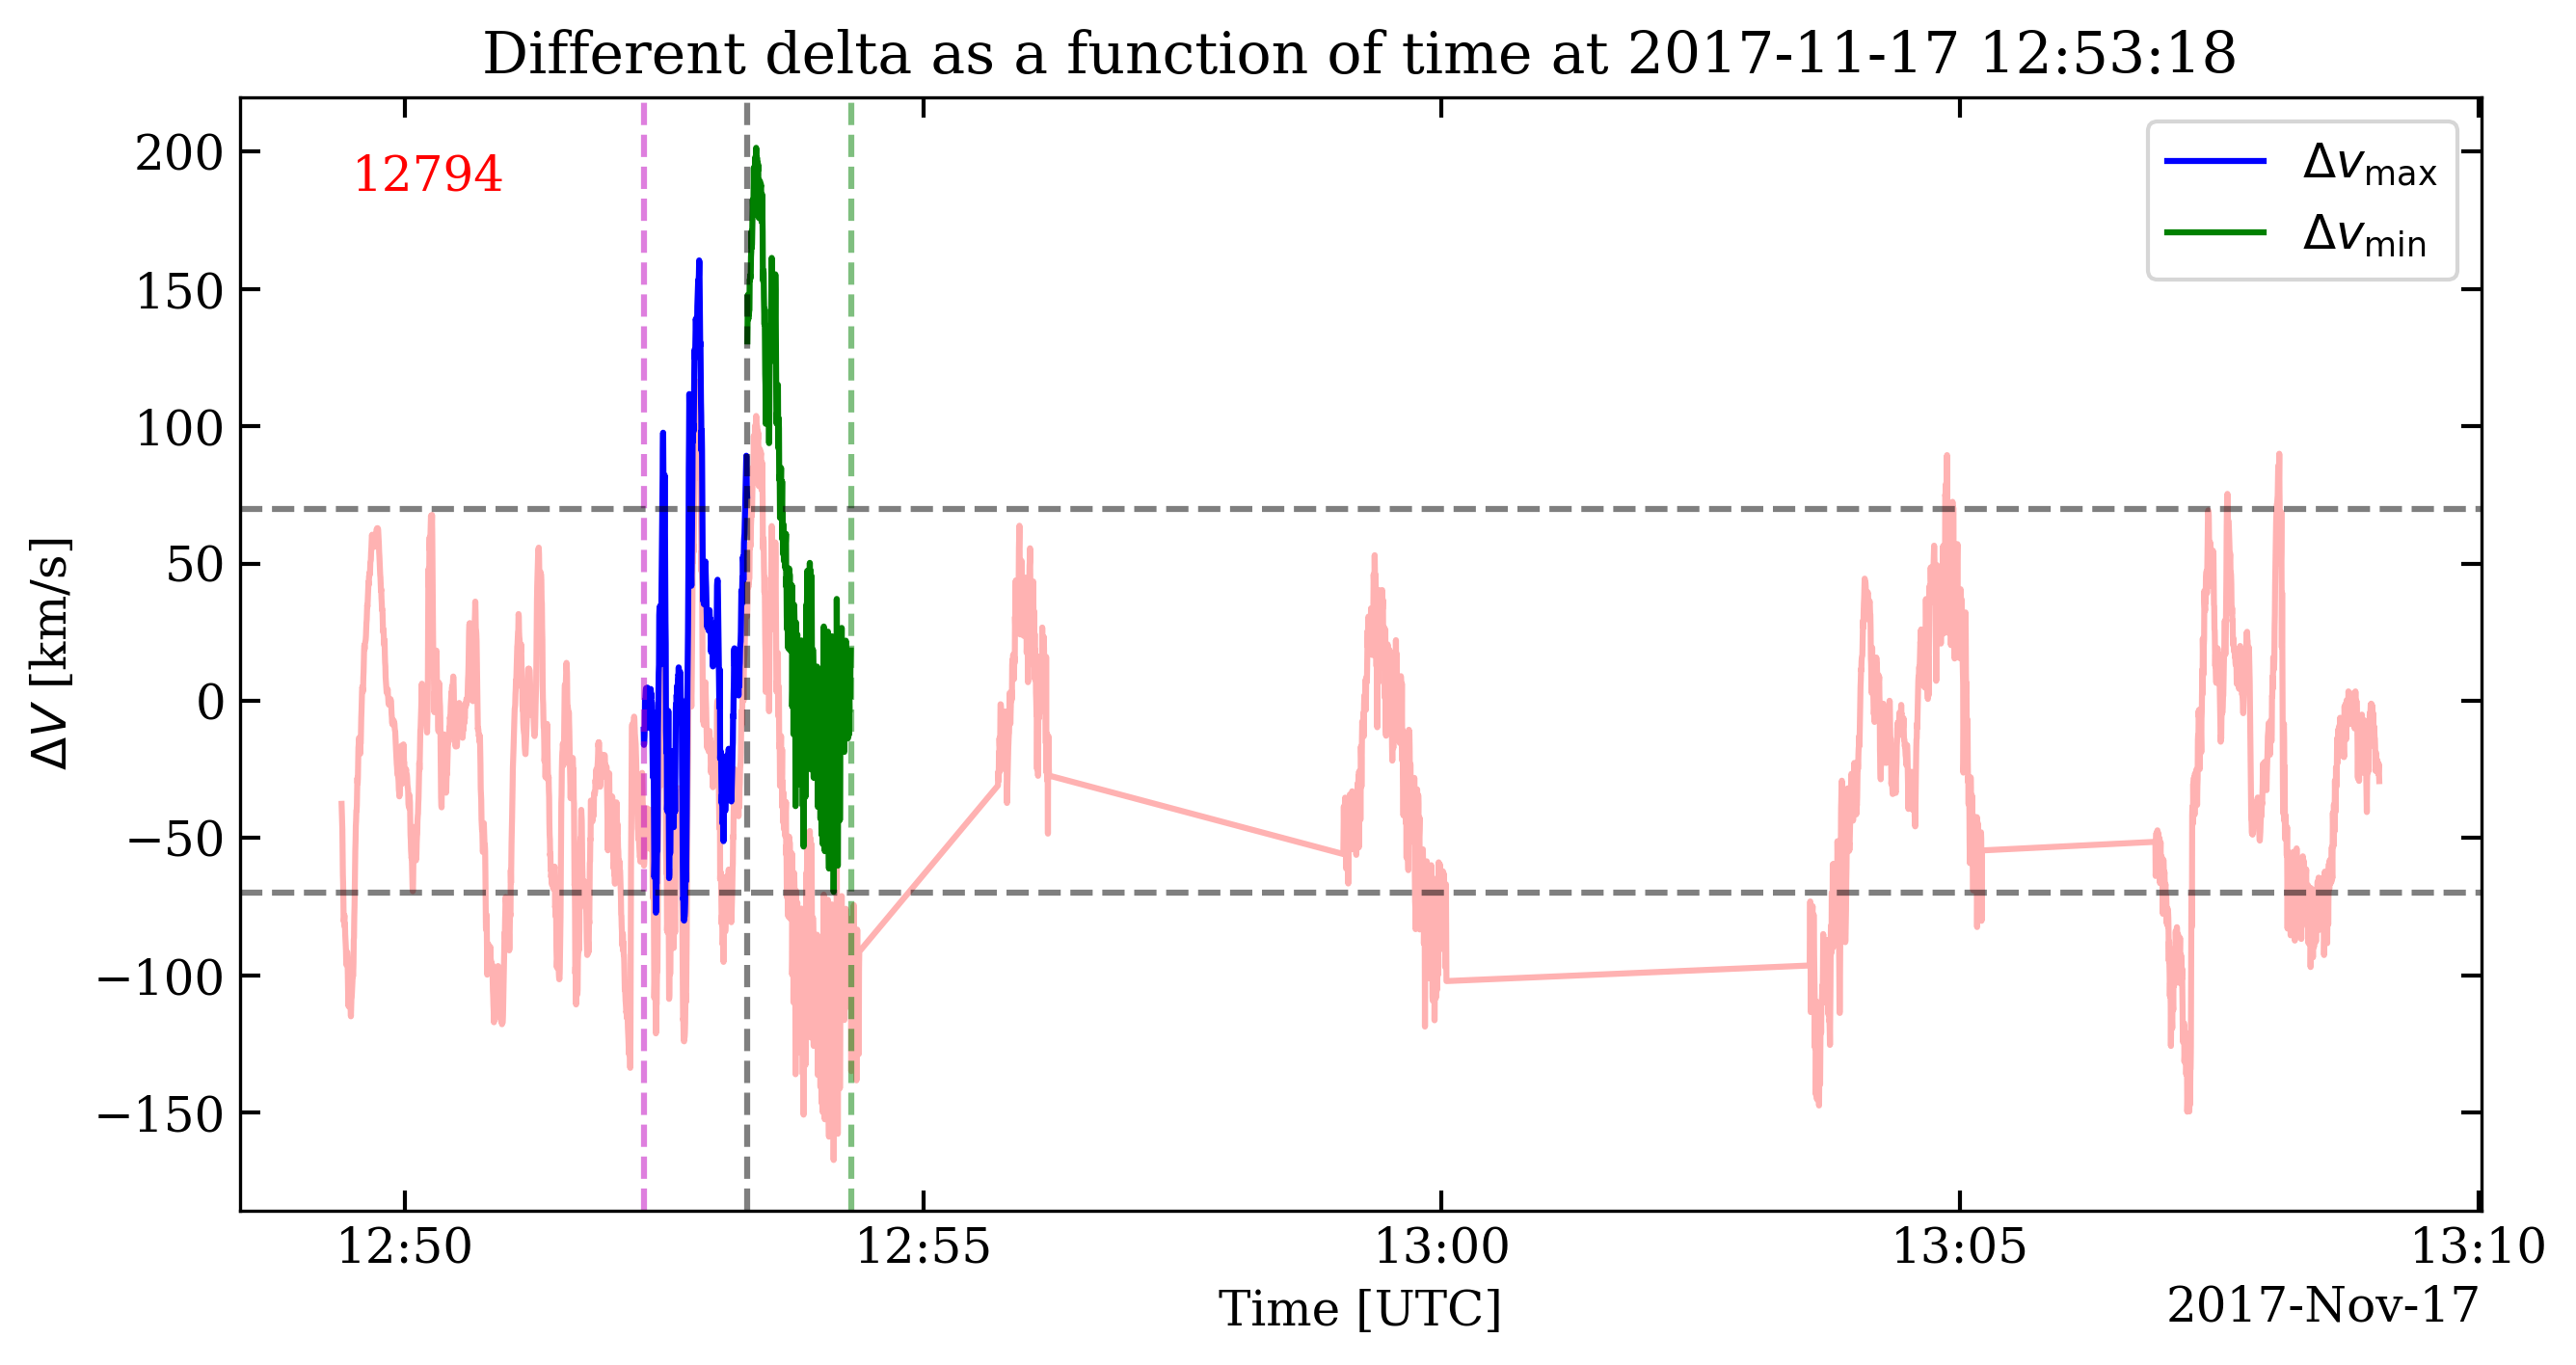 Different delta as a function of time at 2017-11-17 12:53:18
12794
Δv_max
Δv_min
200
150
100
50
0
−50
−100
−150
ΔV [km/s]
12:50 12:55 13:00 13:05 13:10
Time [UTC]
2017-Nov-17